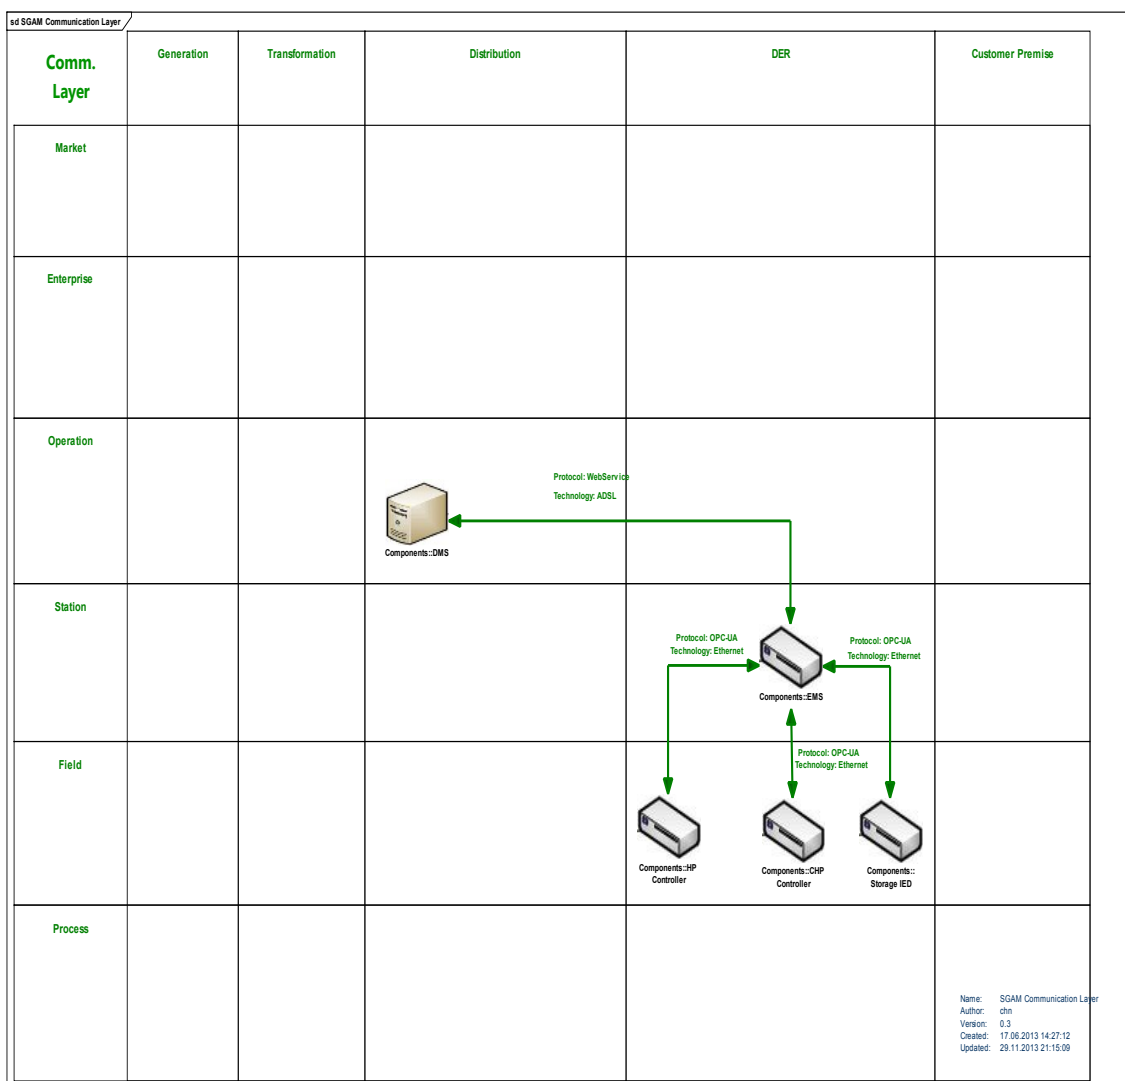 sd SGAM Communication Layer
Comm.
Layer
Generation
Transformation
Distribution
DER
Customer Premise
Market
Enterprise
Operation
Protocol: WebService
Technology: ADSL
Components::DMS
Station
Protocol: OPC-UA
Technology: Ethernet
Protocol: OPC-UA
Technology: Ethernet
Components::EMS
Field
Protocol: OPC-UA
Technology: Ethernet
Components::HP
Controller
Components::CHP
Controller
Components::
Storage IED
Process
Name: SGAM Communication Layer
Author: chn
Version: 0.3
Created: 17.06.2013 14:27:12
Updated: 29.11.2013 21:15:09